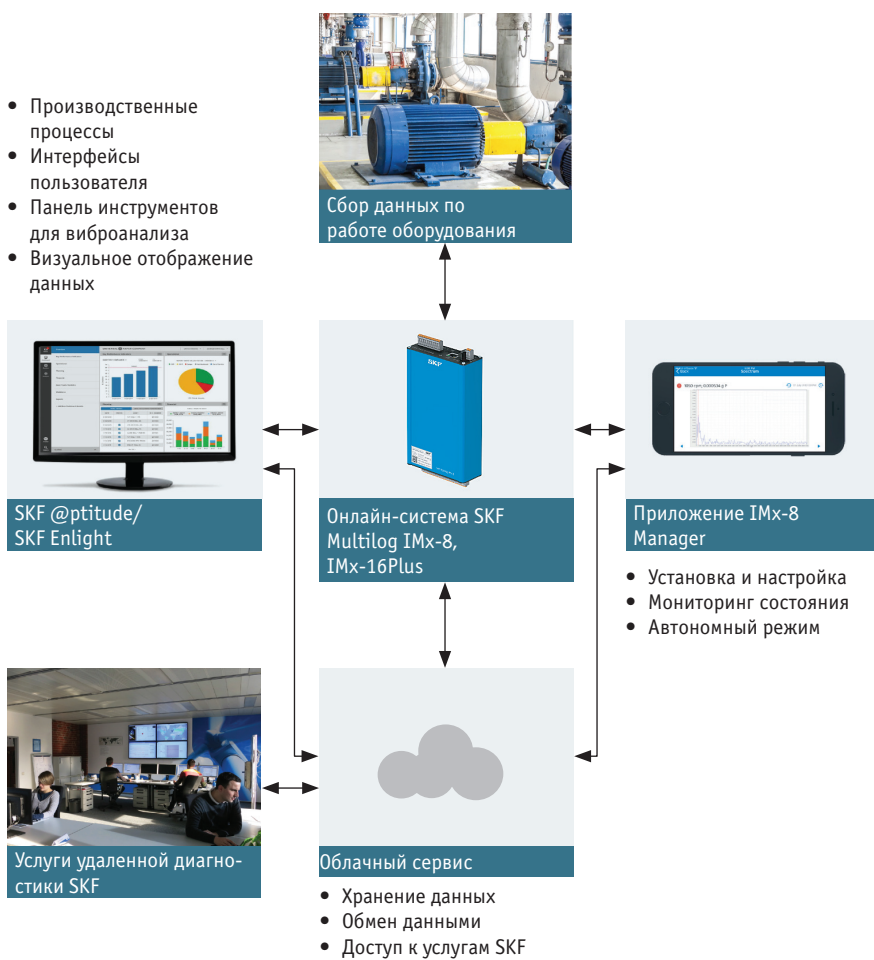 • Производственные
процессы
• Интерфейсы
пользователя
• Панель инструментов
для виброанализа
• Визуальное отображение
данных
Сбор данных по
работе оборудования
SKF @ptitude/
SKF Enlight
SKF
Онлайн-система SKF
Multilog IMx-8,
IMx-16Plus
Приложение IMx-8
Manager
• Установка и настройка
• Мониторинг состояния
• Автономный режим
Услуги удаленной диагно-
стики SKF
Облачный сервис
• Хранение данных
• Обмен данными
• Доступ к услугам SKF